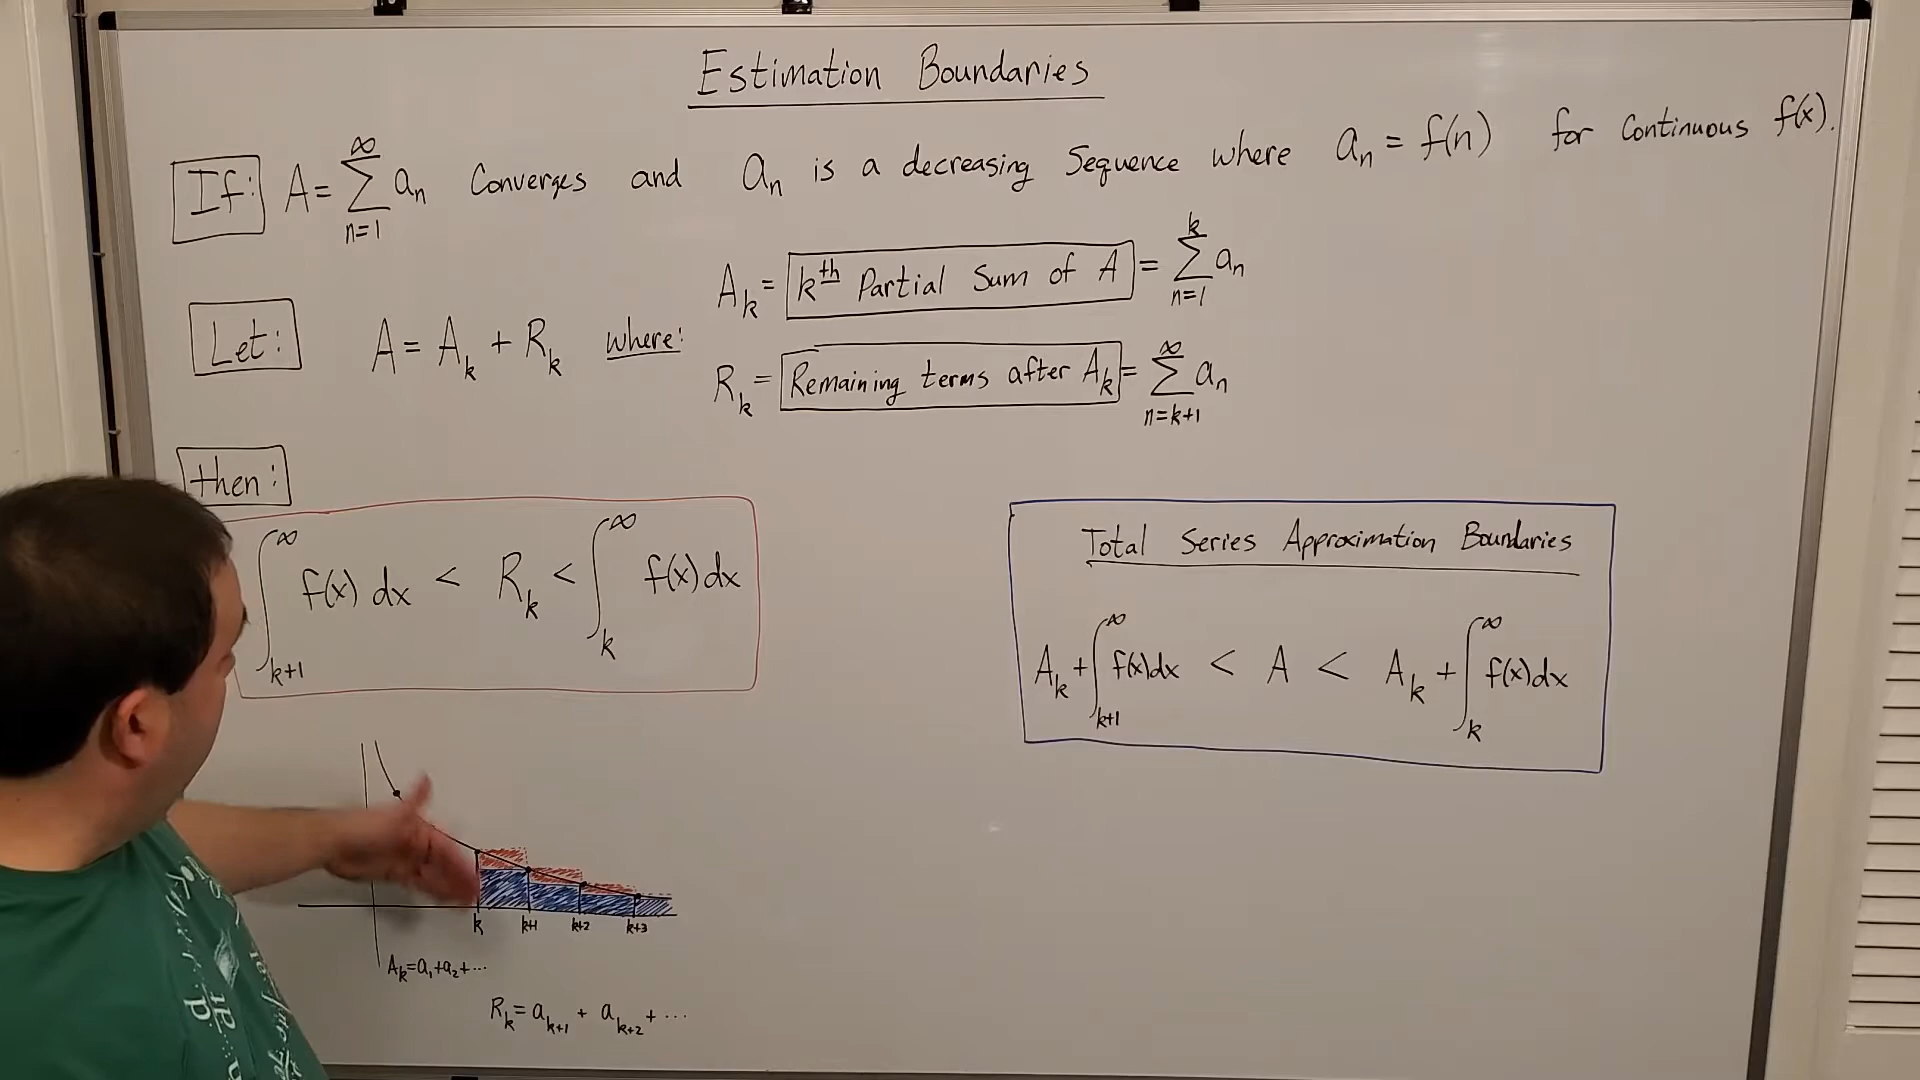 Estimation Boundaries
If: A = ∑_{n=1}^{∞} a_n Converges and a_n is a decreasing Sequence where a_n = f(n) for Continuous f(x).
A_k = k^{th} Partial Sum of A = ∑_{n=1}^{k} a_n
Let: A = A_k + R_k where:
R_k = Remaining terms after A_k = ∑_{n=k+1}^{∞} a_n
then:
∫_{k+1}^{∞} f(x) dx < R_k < ∫_{k}^{∞} f(x) dx
Total Series Approximation Boundaries
A_k + ∫_{k+1}^{∞} f(x)dx < A < A_k + ∫_{k}^{∞} f(x)dx
k k+1 k+2 k+3
A_k = a_1 + a_2 + ...
R_k = a_{k+1} + a_{k+2} + ...